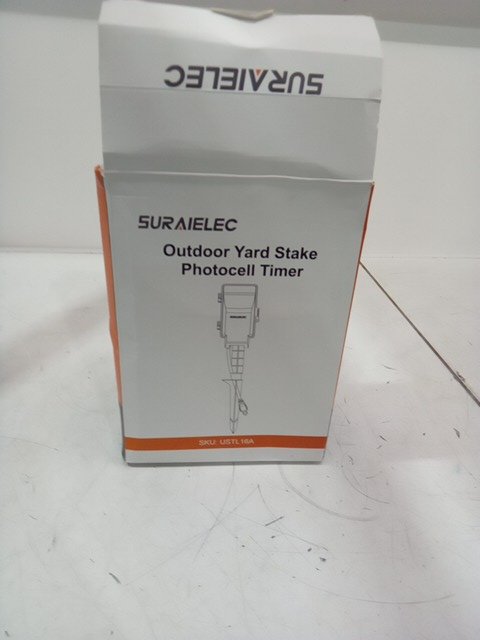 SURAIELEC
SURAIELEC
Outdoor Yard Stake
Photocell Timer
SKU: USTL16A